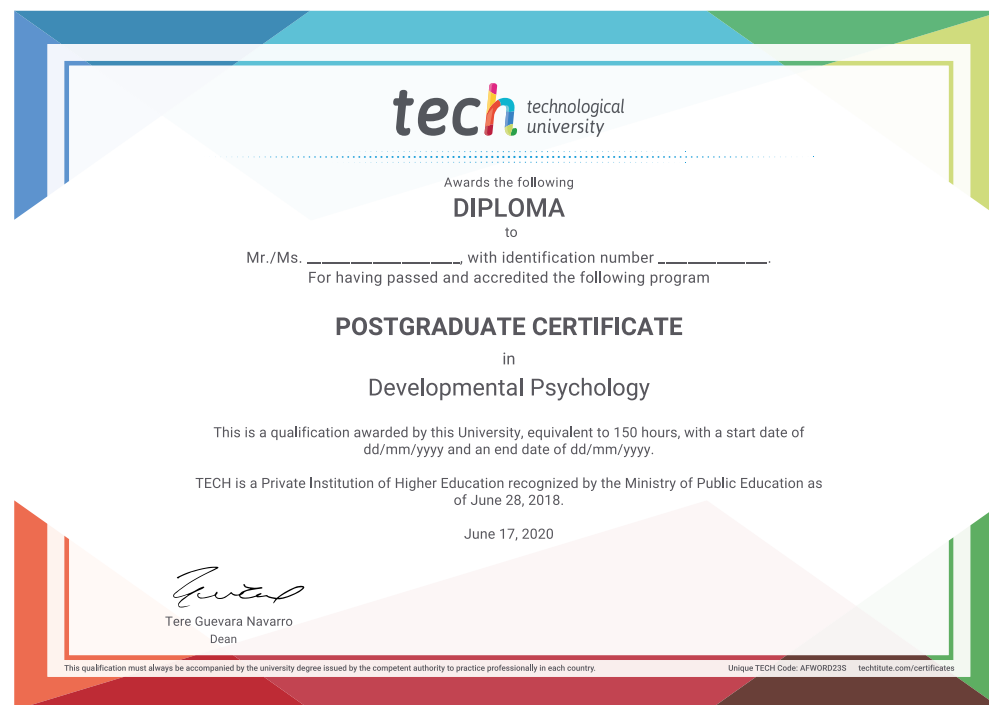 tech technological
university
Awards the following
DIPLOMA
to
Mr./Ms. ____________________, with identification number ______________.
For having passed and accredited the following program
POSTGRADUATE CERTIFICATE
in
Developmental Psychology
This is a qualification awarded by this University, equivalent to 150 hours, with a start date of
dd/mm/yyyy and an end date of dd/mm/yyyy.
TECH is a Private Institution of Higher Education recognized by the Ministry of Public Education as
of June 28, 2018.
June 17, 2020
Tere Guevara Navarro
Dean
This qualification must always be accompanied by the university degree issued by the competent authority to practice professionally in each country.
Unique TECH Code: AFWORD23S techtitute.com/certificates